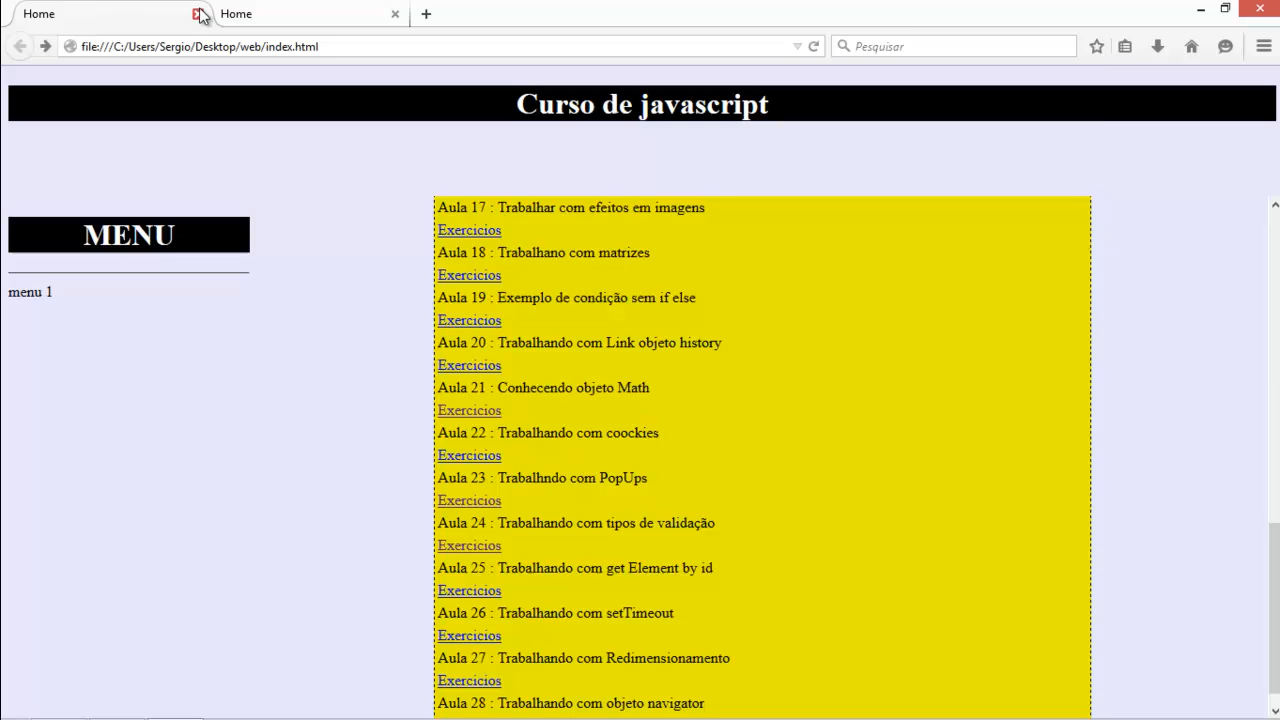 Home
Home
file:///C:/Users/Sergio/Desktop/web/index.html
Pesquisar
Curso de javascript
MENU
menu 1
Aula 17 : Trabalhar com efeitos em imagens
Exercicios
Aula 18 : Trabalhano com matrizes
Exercicios
Aula 19 : Exemplo de condição sem if else
Exercicios
Aula 20 : Trabalhando com Link objeto history
Exercicios
Aula 21 : Conhecendo objeto Math
Exercicios
Aula 22 : Trabalhando com coockies
Exercicios
Aula 23 : Trabalhndo com PopUps
Exercicios
Aula 24 : Trabalhando com tipos de validação
Exercicios
Aula 25 : Trabalhando com get Element by id
Exercicios
Aula 26 : Trabalhando com setTimeout
Exercicios
Aula 27 : Trabalhando com Redimensionamento
Exercicios
Aula 28 : Trabalhando com objeto navigator